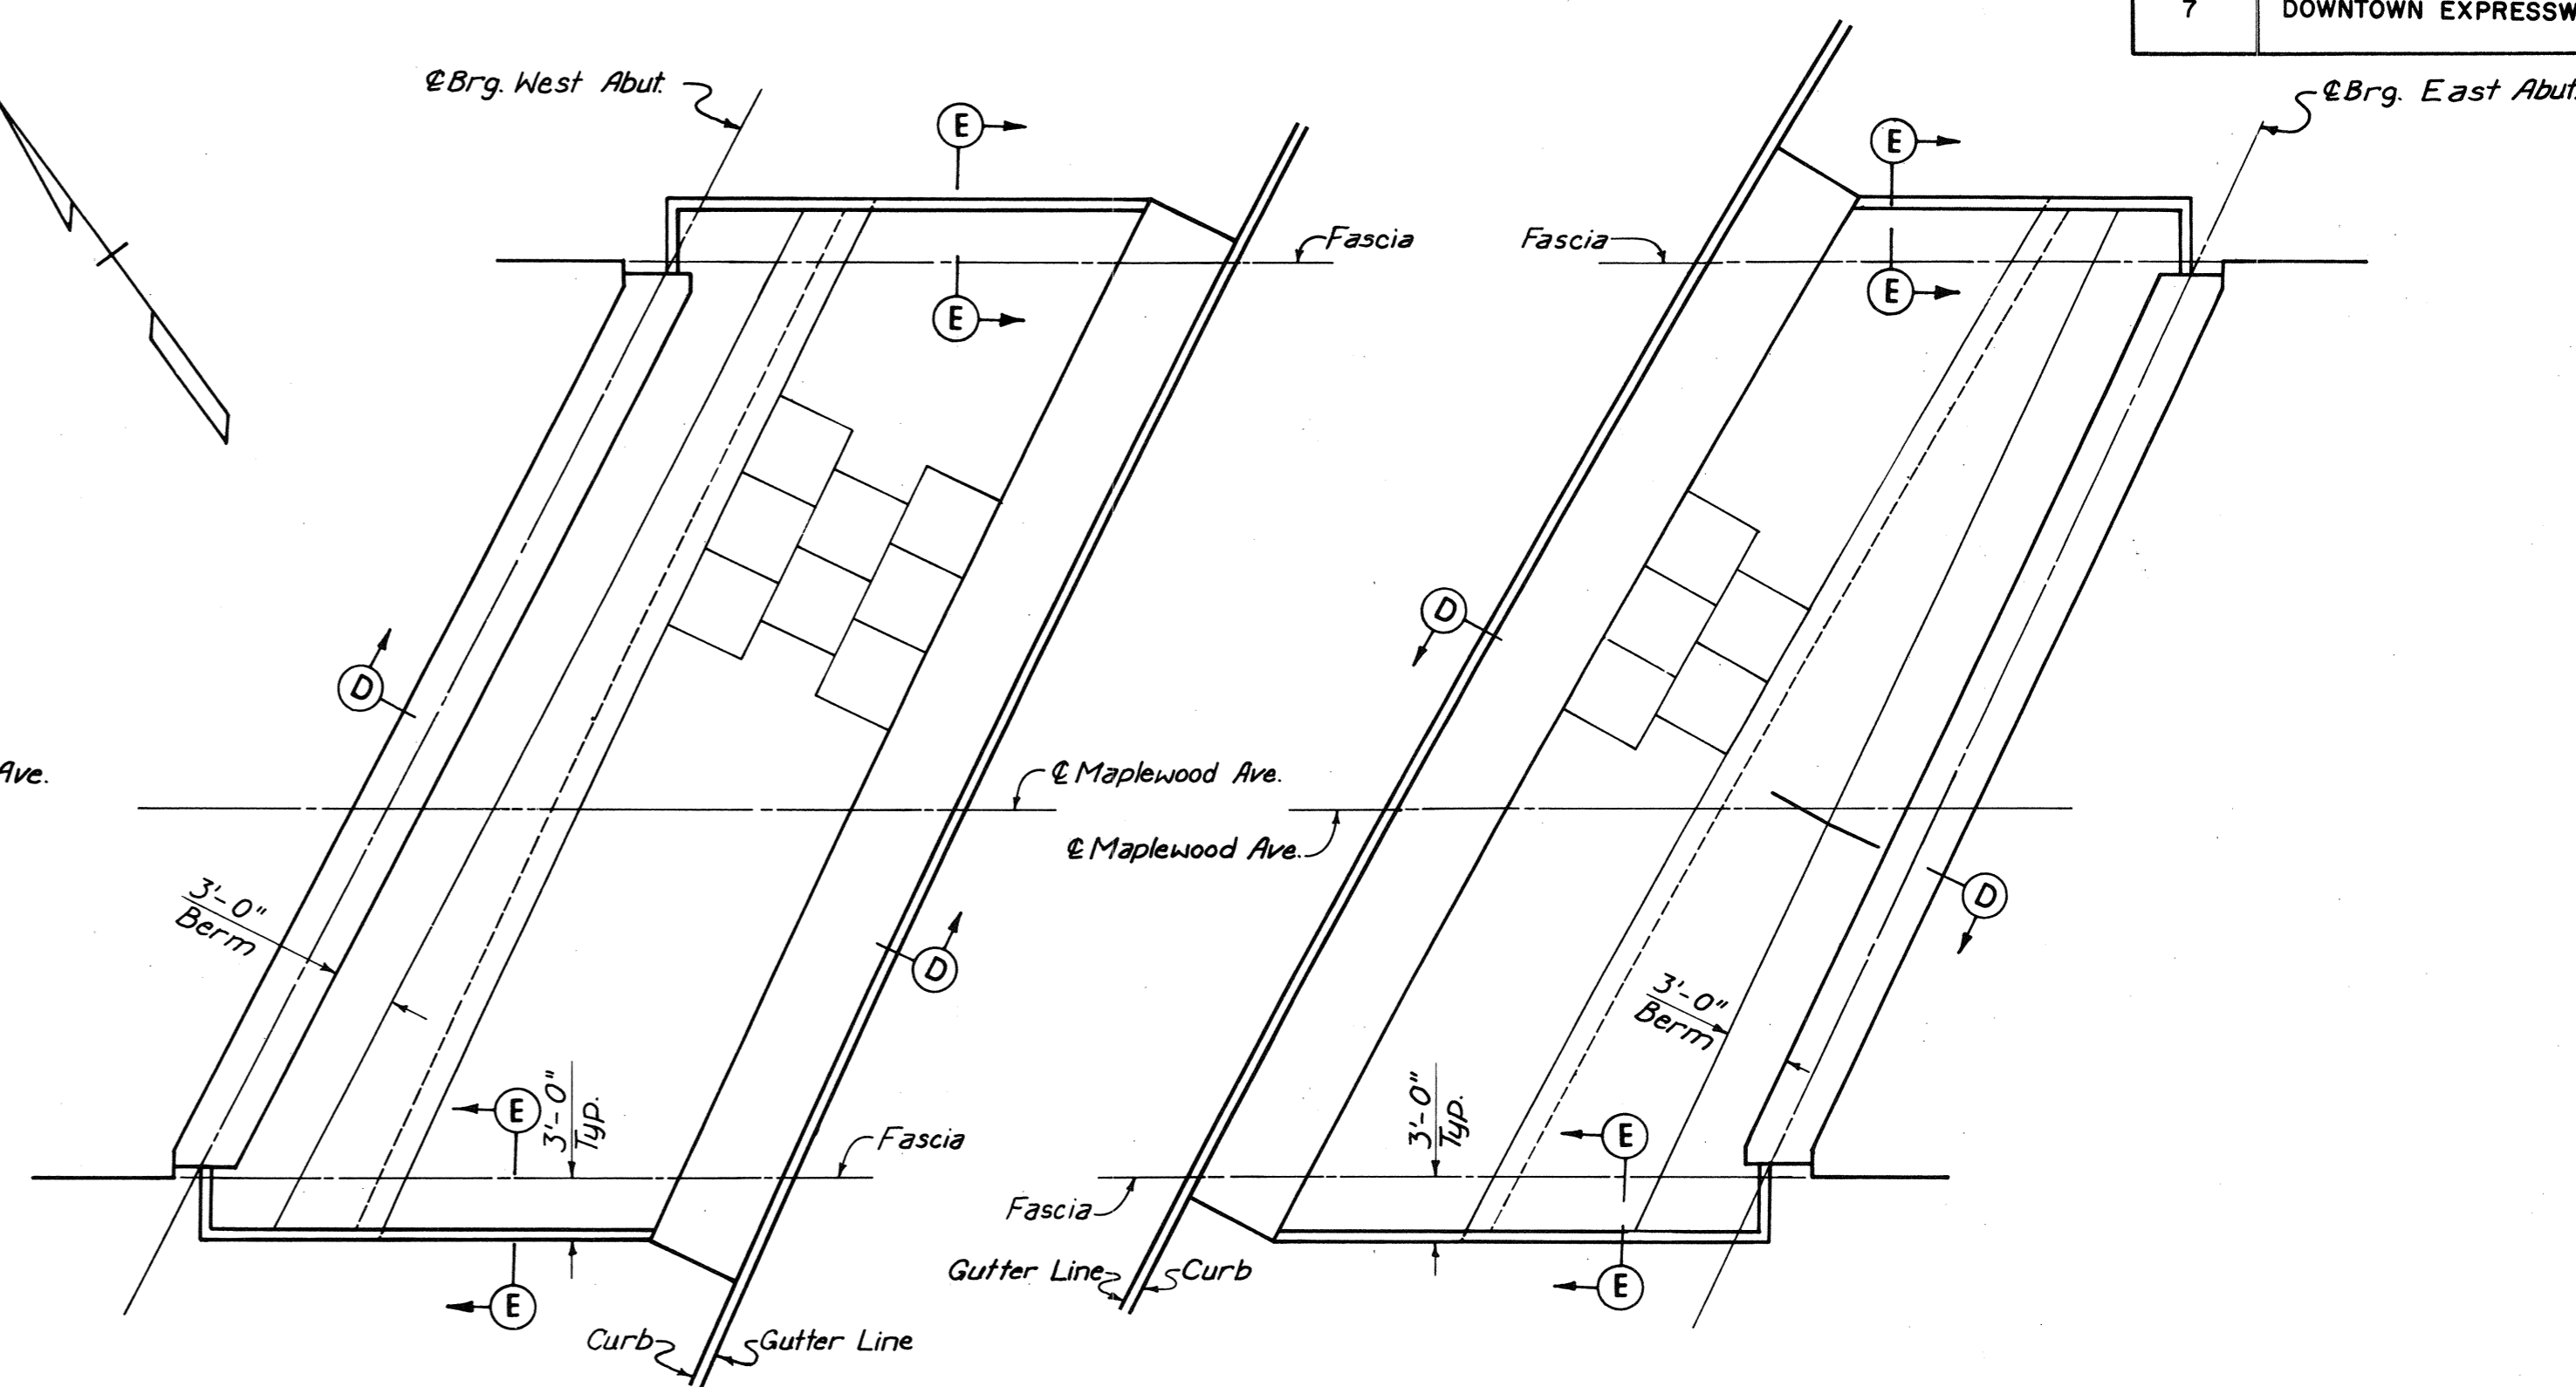 7
DOWNTOWN EXPRESSW
℄ Brg. West Abut.
℄ Brg. East Abut.
E
E
Fascia
Fascia
E
E
D
D
Ave.
℄ Maplewood Ave.
℄ Maplewood Ave.
3'-0"
Berm
D
D
3'-0"
Berm
E
3'-0"
Typ.
Fascia
3'-0"
Typ.
E
Fascia
Gutter Line
Curb
E
E
Curb
Gutter Line